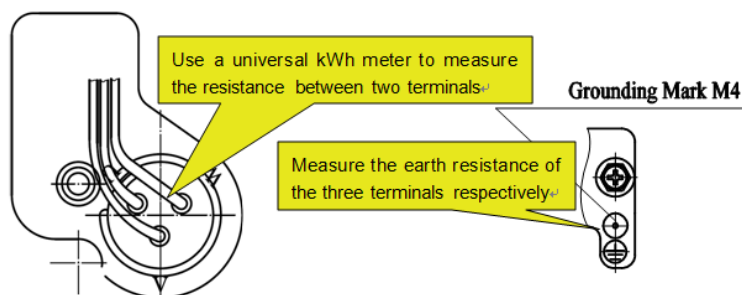 Use a universal kWh meter to measure
the resistance between two terminals↵
Grounding Mark M4
Measure the earth resistance of
the three terminals respectively↵